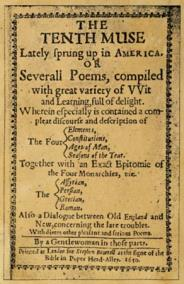 THE
TENTH MUSE
Lately sprung up in AMERICA.
OR
Severall Poems, compiled
with great variety of VVit
and Learning, full of delight.
Wherein especially is contained a com-
pleat discourse and description of
The Four
Elements,
Constitutions,
Ages of Man,
Seasons of the Year.
Together with an Exact Epitomie of
the Four Monarchies, viz.
The
Assyrian,
Persian,
Grecian,
Roman.
Also a Dialogue between Old England and
New, concerning the late troubles.
With divers other pleasant and serious Poems.
By a Gentlewoman in those parts.
Printed at London for Stephen Bowtell at the signe of the
Bible in Popes Head-Alley. 1650.